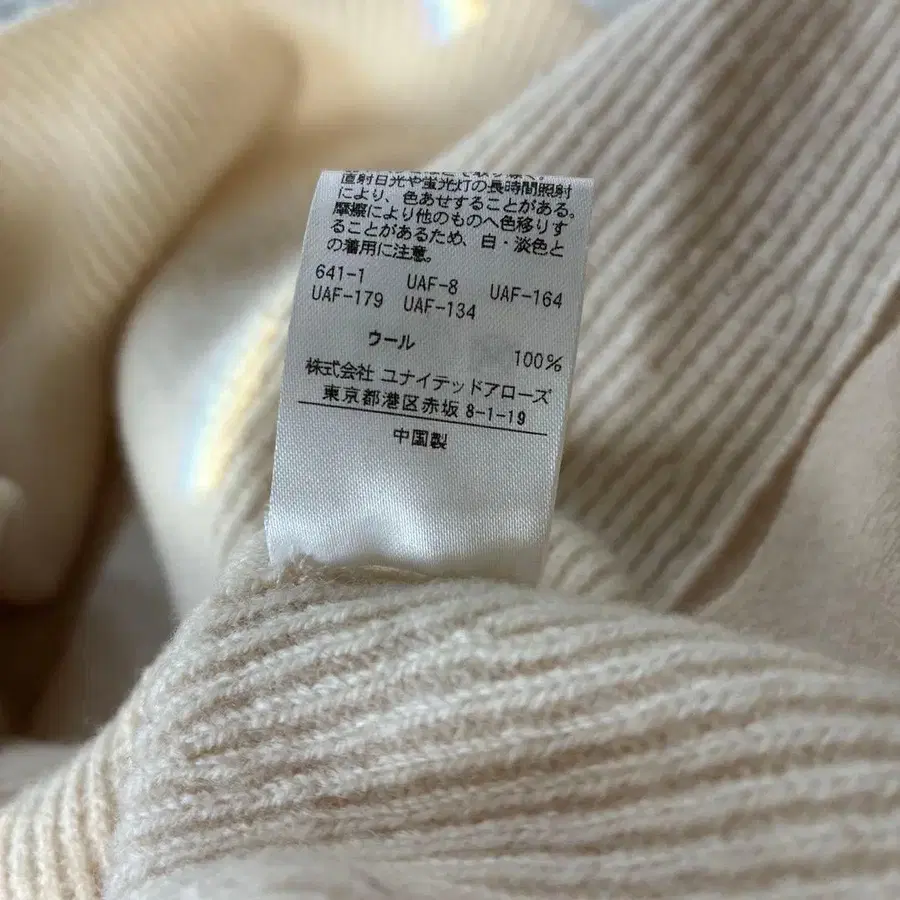 直射日光や蛍光灯の長時間照射
により、色あせすることがある。
摩擦により他のものへ色移りす
ることがあるため、白・淡色と
の着用に注意。
641-1 UAF-8 UAF-164
UAF-179 UAF-134
ウール 100%
株式会社 ユナイテッドアローズ
東京都港区赤坂 8-1-19
中国製